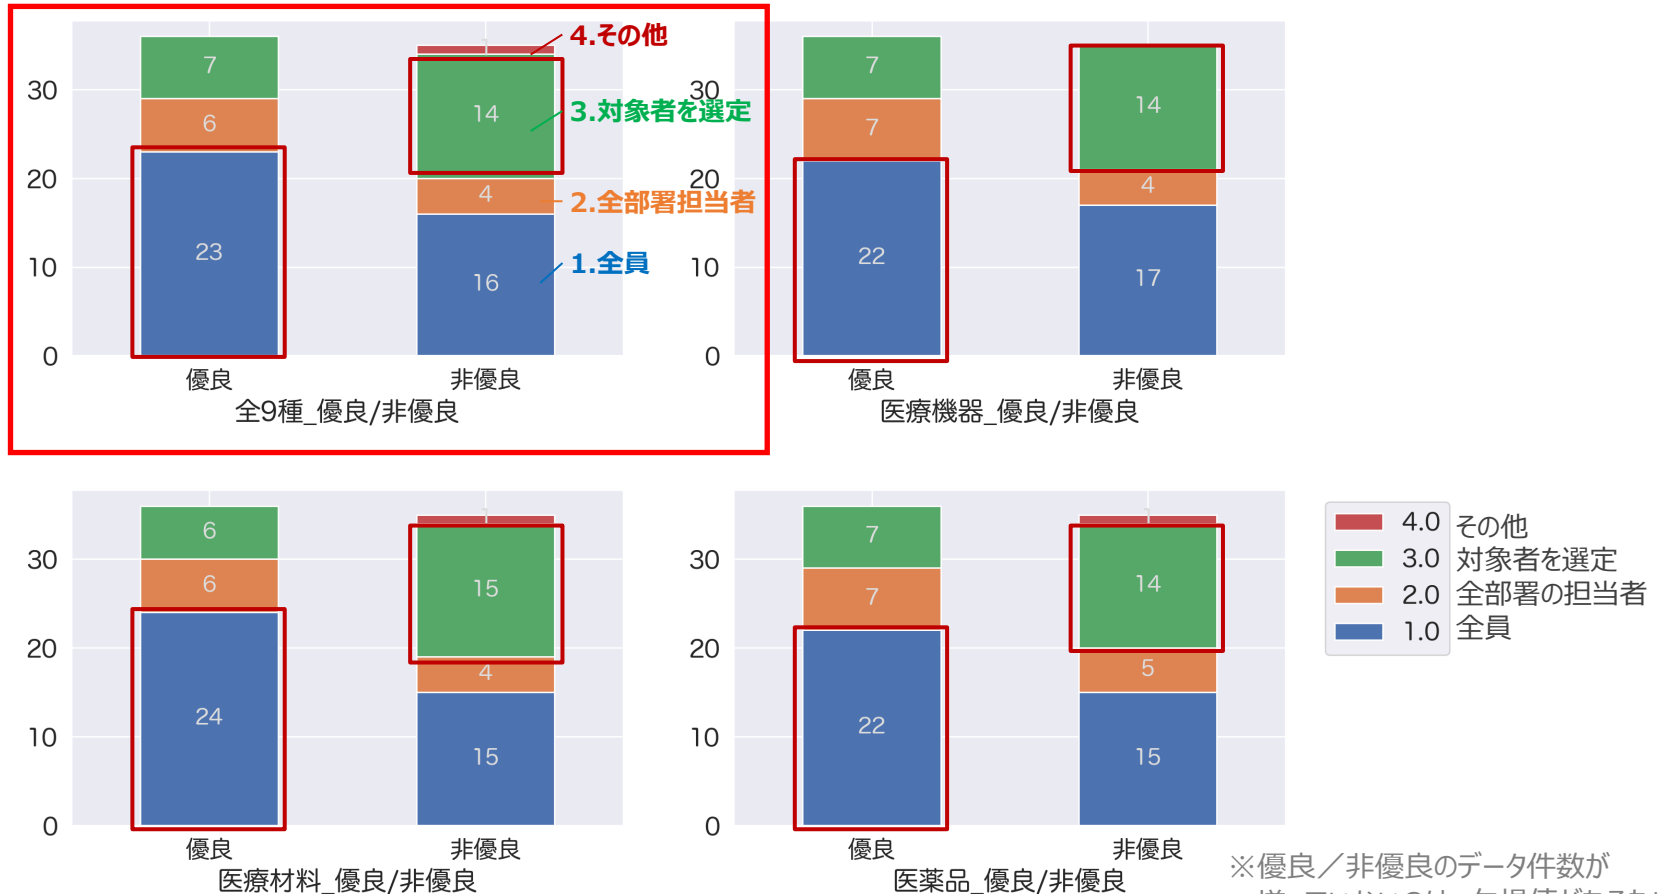 7
6
23
1
14
4
16
4.その他
3.対象者を選定
2.全部署担当者
1.全員
30
20
10
0
優良
非優良
全9種_優良/非優良
7
7
22
14
4
17
30
20
10
0
優良
非優良
医療機器_優良/非優良
6
6
24
1
15
4
15
30
20
10
0
優良
非優良
医療材料_優良/非優良
7
7
22
1
14
5
15
30
20
10
0
優良
非優良
医薬品_優良/非優良
4.0 その他
3.0 対象者を選定
2.0 全部署の担当者
1.0 全員
※優良／非優良のデータ件数が